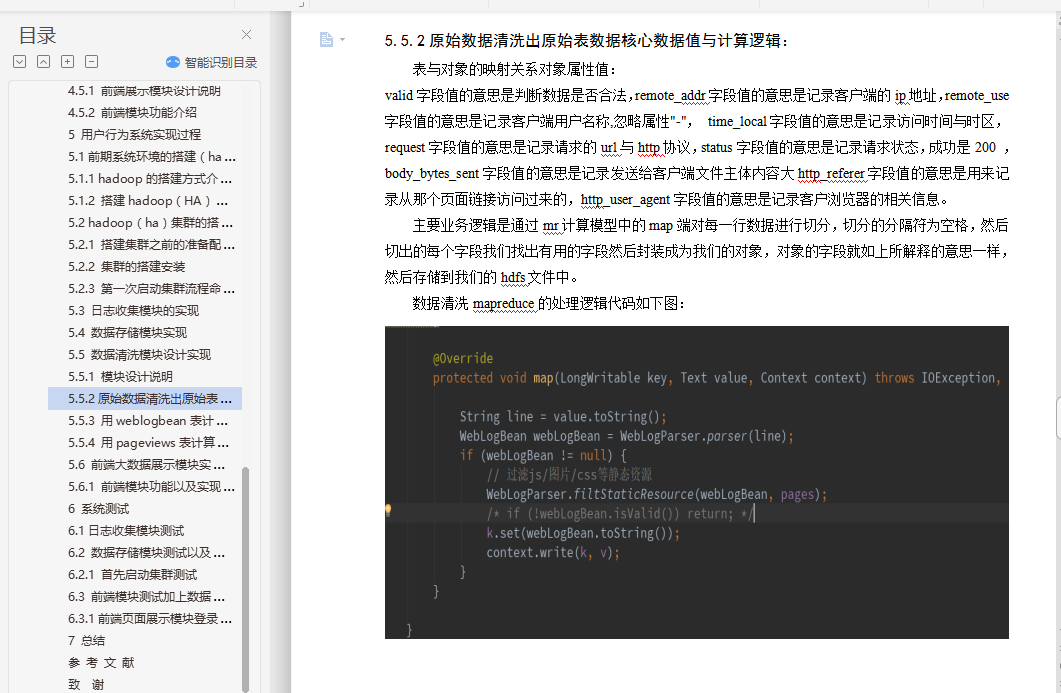 目录
智能识别目录
4.5.1 前端展示模块设计说明
4.5.2 前端模块功能介绍
5 用户行为系统实现过程
5.1 前期系统环境的搭建（ha ...
5.1.1 hadoop 的搭建方式介 ...
5.1.2 搭建 hadoop（HA） ...
5.2 hadoop（ha）集群的搭 ...
5.2.1 搭建集群之前的准备配 ...
5.2.2 集群的搭建安装
5.2.3 第一次启动集群流程命 ...
5.3 日志收集模块的实现
5.4 数据存储模块实现
5.5 数据清洗模块设计实现
5.5.1 模块设计说明
5.5.2 原始数据清洗出原始表 ...
5.5.3 用 weblogbean 表计 ...
5.5.4 用 pageviews 表计算 ...
5.6 前端大数据展示模块实 ...
5.6.1 前端模块功能以及实现 ...
6 系统测试
6.1 日志收集模块测试
6.2 数据存储模块测试以及 ...
6.2.1 首先启动集群测试
6.3 前端模块测试加上数据 ...
6.3.1 前端页面展示模块登录 ...
7 总结
参 考 文 献
致 谢
5.5.2 原始数据清洗出原始表数据核心数据值与计算逻辑：
表与对象的映射关系对象属性值：
valid 字段值的意思是判断数据是否合法，remote_addr 字段值的意思是记录客户端的 ip 地址，remote_use
字段值的意思是记录客户端用户名称,忽略属性"-"， time_local 字段值的意思是记录访问时间与时区，
request 字段值的意思是记录请求的 url 与 http 协议，status 字段值的意思是记录请求状态，成功是 200 ，
body_bytes_sent 字段值的意思是记录发送给客户端文件主体内容大 http_referer 字段值的意思是用来记
录从那个页面链接访问过来的，http_user_agent 字段值的意思是记录客户浏览器的相关信息。
主要业务逻辑是通过 mr 计算模型中的 map 端对每一行数据进行切分，切分的分隔符为空格，然后
切出的每个字段我们找出有用的字段然后封装成为我们的对象，对象的字段就如上所解释的意思一样，
然后存储到我们的 hdfs 文件中。
数据清洗 mapreduce 的处理逻辑代码如下图：
@Override
protected void map(LongWritable key, Text value, Context context) throws IOException,
String line = value.toString();
WebLogBean webLogBean = WebLogParser.parser(line);
if (webLogBean != null) {
// 过滤js/图片/css等静态资源
WebLogParser.filtStaticResource(webLogBean, pages);
/* if (!webLogBean.isValid()) return; */
k.set(webLogBean.toString());
context.write(k, v);
}
}
}